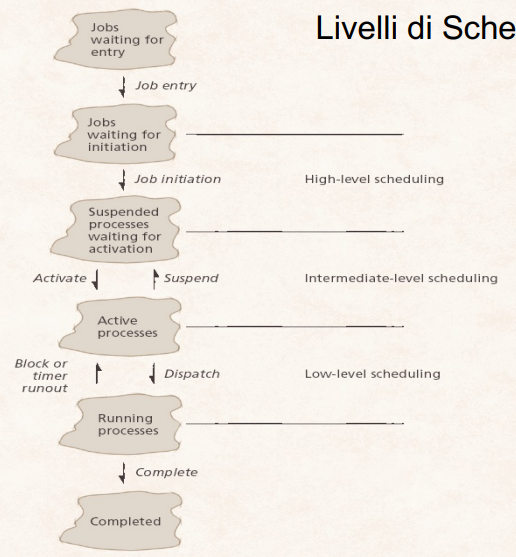 Livelli di Sche
Jobs
waiting for
entry
Job entry
Jobs
waiting for
initiation
Job initiation
High-level scheduling
Suspended
processes
waiting for
activation
Activate
Suspend
Intermediate-level scheduling
Active
processes
Block or
timer
runout
Dispatch
Low-level scheduling
Running
processes
Complete
Completed